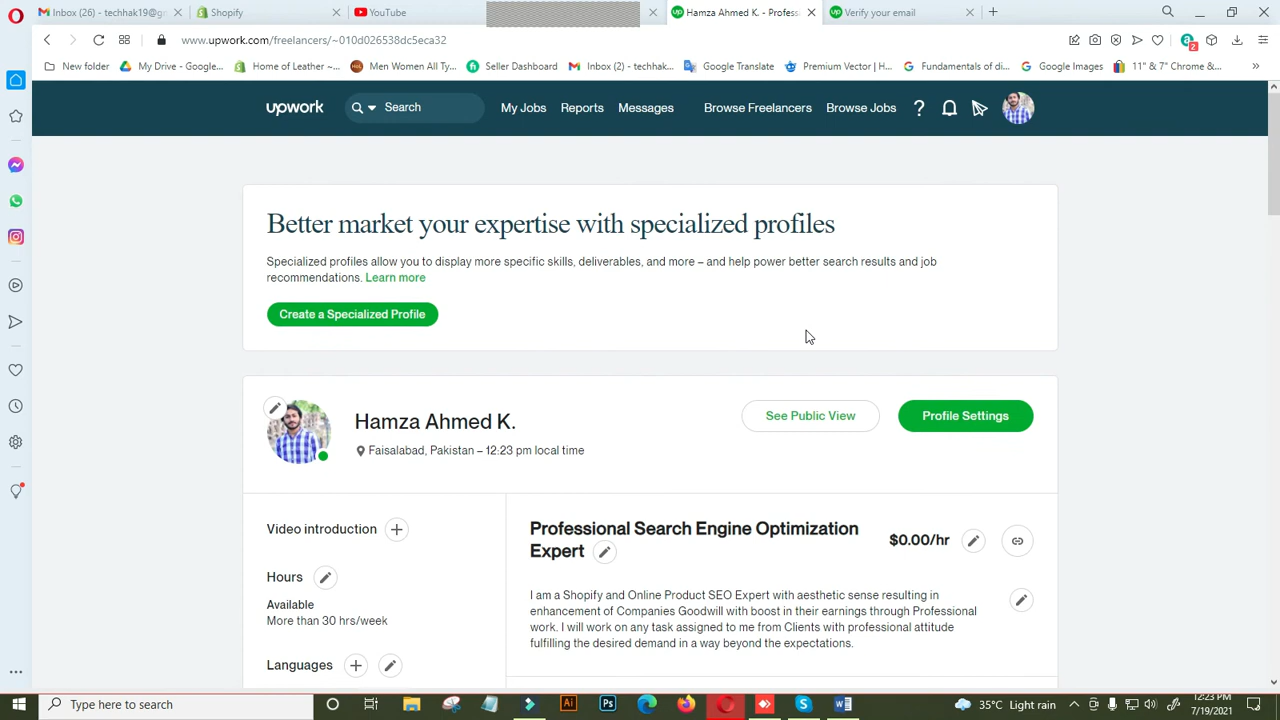 Inbox (26) - techhak19@g
Shopify
YouTube
Hamza Ahmed K. - Profess
Verify your email
www.upwork.com/freelancers/~010d026538dc5eca32
2
New folder
My Drive - Google...
Home of Leather ~...
Men Women All Ty...
Seller Dashboard
Inbox (2) - techhak...
Google Translate
Premium Vector | H...
Fundamentals of di...
Google Images
11" & 7" Chrome &...
upwork
Search
My Jobs
Reports
Messages
Browse Freelancers
Browse Jobs
?
Better market your expertise with specialized profiles
Specialized profiles allow you to display more specific skills, deliverables, and more – and help power better search results and job
recommendations. Learn more
Create a Specialized Profile
Hamza Ahmed K.
Faisalabad, Pakistan – 12:23 pm local time
See Public View
Profile Settings
Video introduction
Hours
Available
More than 30 hrs/week
Languages
Professional Search Engine Optimization
Expert
$0.00/hr
I am a Shopify and Online Product SEO Expert with aesthetic sense resulting in
enhancement of Companies Goodwill with boost in their earnings through Professional
work. I will work on any task assigned to me from Clients with professional attitude
fulfilling the desired demand in a way beyond the expectations.
Type here to search
Ai
Ps
35°C Light rain
12:23 PM
7/19/2021